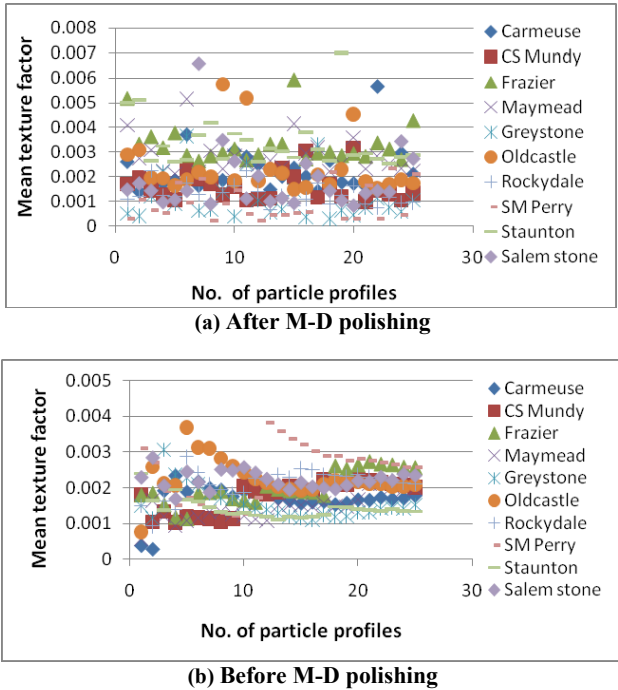 0.008
0.007
0.006
0.005
0.004
0.003
0.002
0.001
0
Mean texture factor
0 10 20 30
No. of particle profiles
Carmeuse
CS Mundy
Frazier
Maymead
Greystone
Oldcastle
Rockydale
SM Perry
Staunton
Salem stone
(a) After M-D polishing
0.005
0.004
0.003
0.002
0.001
0
Mean texture factor
0 10 20 30
No. of particle profiles
Carmeuse
CS Mundy
Frazier
Maymead
Greystone
Oldcastle
Rockydale
SM Perry
Staunton
Salem stone
(b) Before M-D polishing